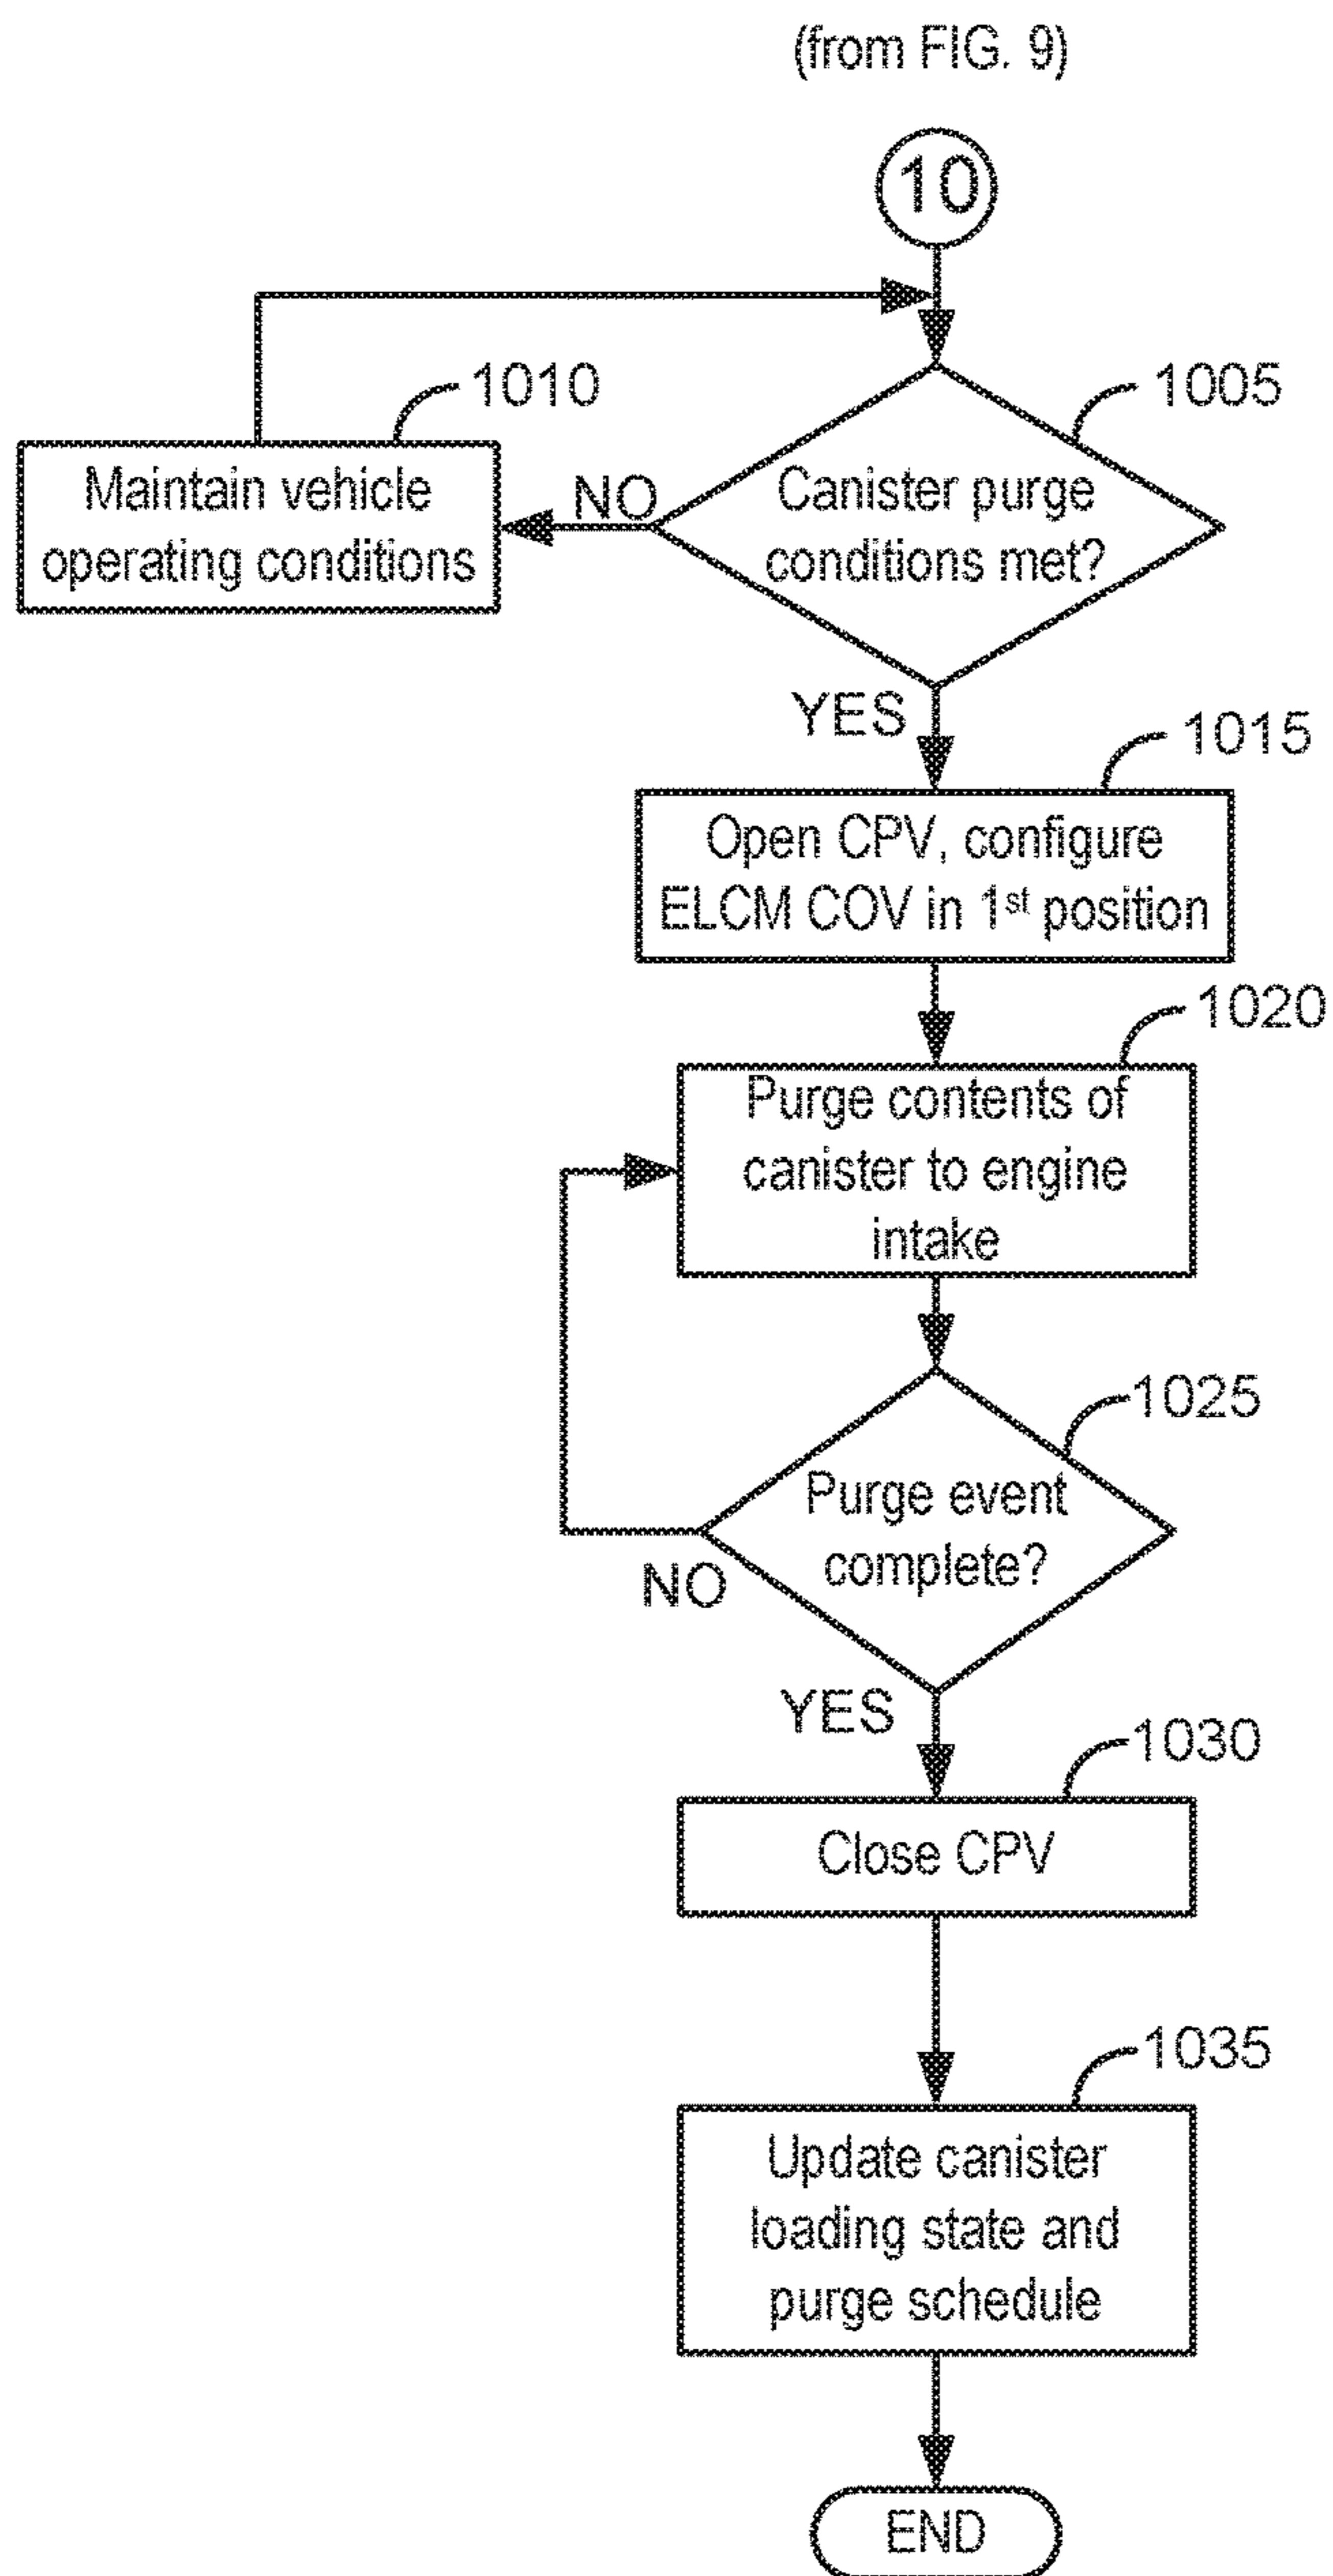 (from FIG. 9)
10
1010
1005
Maintain vehicle
operating conditions
NO
Canister purge
conditions met?
YES
1015
Open CPV, configure
ELCM COV in 1st position
1020
Purge contents of
canister to engine
intake
1025
Purge event
complete?
NO
YES
1030
Close CPV
1035
Update canister
loading state and
purge schedule
END